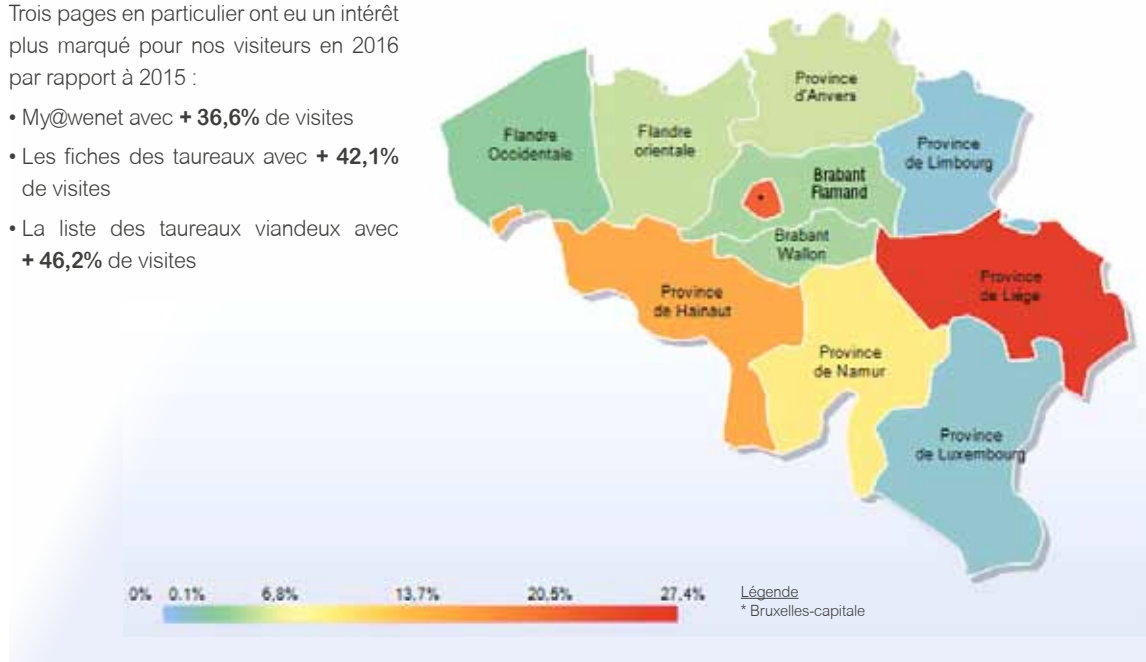 Trois pages en particulier ont eu un intérêt
plus marqué pour nos visiteurs en 2016
par rapport à 2015 :
• My@wenet avec + 36,6% de visites
• Les fiches des taureaux avec + 42,1%
de visites
• La liste des taureaux viandeux avec
+ 46,2% de visites
Province
d'Anvers
Flandre
Occidentale
Flandre
orientale
Province
de Limbourg
Brabant
Flamand
*
Brabant
Wallon
Province
de Liège
Province
de Hainaut
Province
de Namur
Province
de Luxembourg
0% 0.1% 6,8% 13,7% 20,5% 27,4%
Légende
* Bruxelles-capitale